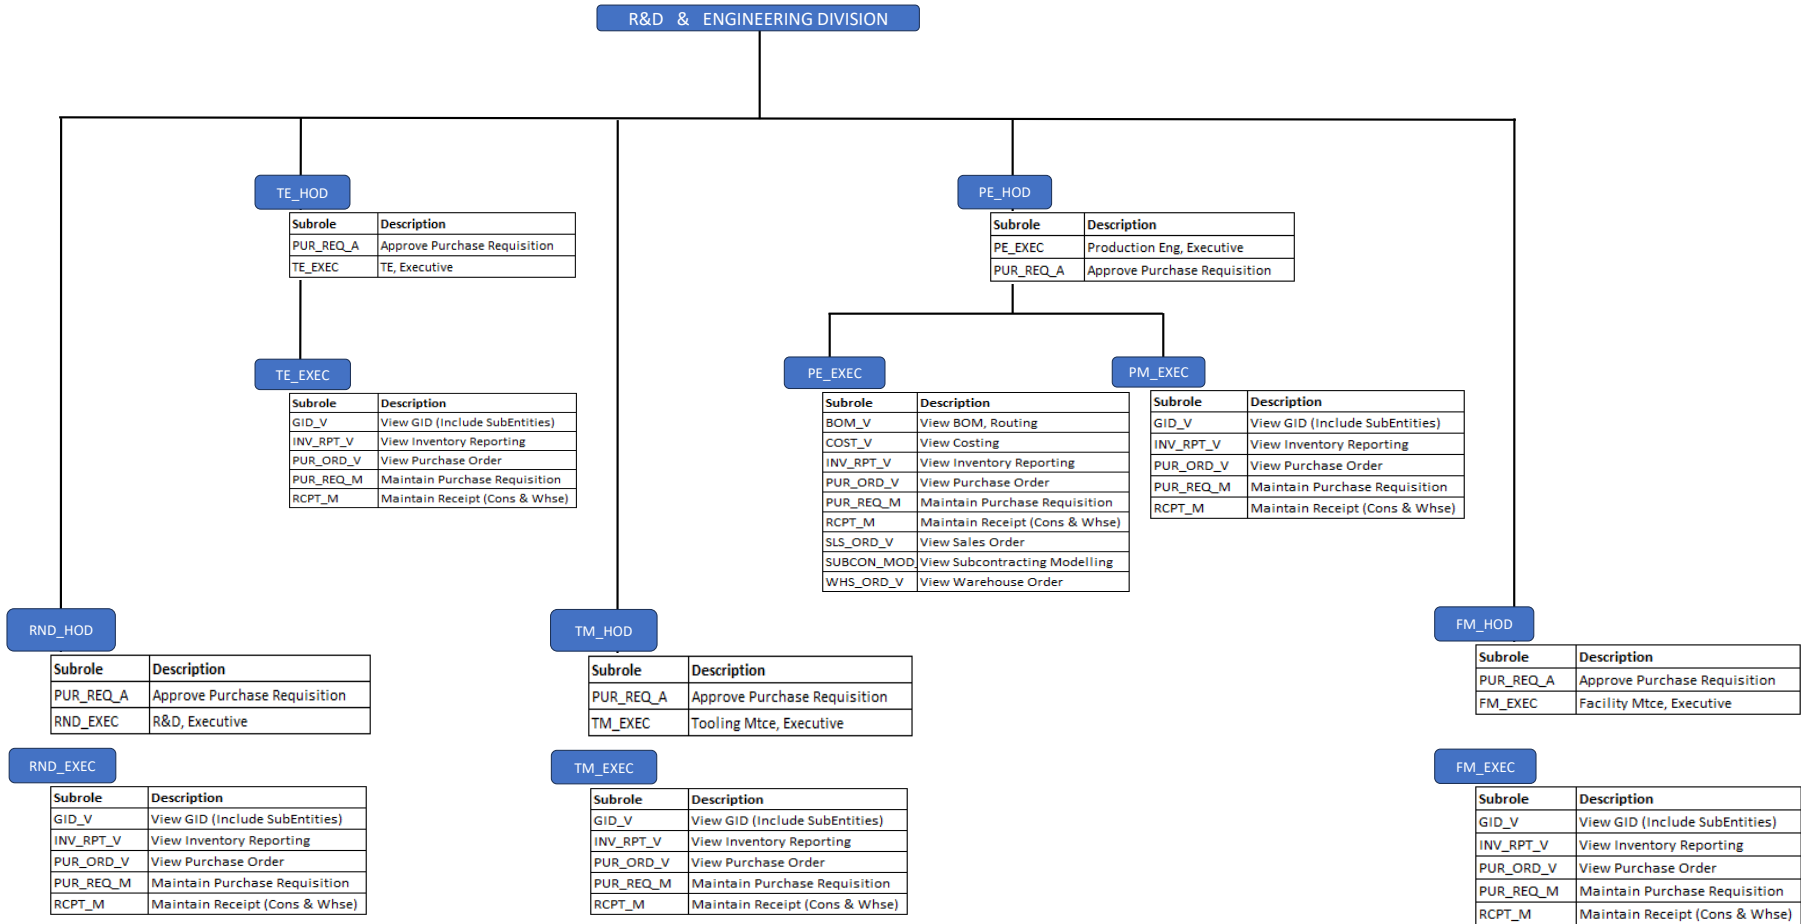 R&D & ENGINEERING DIVISION
TE_HOD
Subrole Description
PUR_REQ_A Approve Purchase Requisition
TE_EXEC TE, Executive
PE_HOD
Subrole Description
PE_EXEC Production Eng, Executive
PUR_REQ_A Approve Purchase Requisition
TE_EXEC
Subrole Description
GID_V View GID (Include SubEntities)
INV_RPT_V View Inventory Reporting
PUR_ORD_V View Purchase Order
PUR_REQ_M Maintain Purchase Requisition
RCPT_M Maintain Receipt (Cons & Whse)
PE_EXEC
Subrole Description
BOM_V View BOM, Routing
COST_V View Costing
INV_RPT_V View Inventory Reporting
PUR_ORD_V View Purchase Order
PUR_REQ_M Maintain Purchase Requisition
RCPT_M Maintain Receipt (Cons & Whse)
SLS_ORD_V View Sales Order
SUBCON_MOD_ View Subcontracting Modelling
WHS_ORD_V View Warehouse Order
PM_EXEC
Subrole Description
GID_V View GID (Include SubEntities)
INV_RPT_V View Inventory Reporting
PUR_ORD_V View Purchase Order
PUR_REQ_M Maintain Purchase Requisition
RCPT_M Maintain Receipt (Cons & Whse)
RND_HOD
Subrole Description
PUR_REQ_A Approve Purchase Requisition
RND_EXEC R&D, Executive
TM_HOD
Subrole Description
PUR_REQ_A Approve Purchase Requisition
TM_EXEC Tooling Mtce, Executive
FM_HOD
Subrole Description
PUR_REQ_A Approve Purchase Requisition
FM_EXEC Facility Mtce, Executive
RND_EXEC
Subrole Description
GID_V View GID (Include SubEntities)
INV_RPT_V View Inventory Reporting
PUR_ORD_V View Purchase Order
PUR_REQ_M Maintain Purchase Requisition
RCPT_M Maintain Receipt (Cons & Whse)
TM_EXEC
Subrole Description
GID_V View GID (Include SubEntities)
INV_RPT_V View Inventory Reporting
PUR_ORD_V View Purchase Order
PUR_REQ_M Maintain Purchase Requisition
RCPT_M Maintain Receipt (Cons & Whse)
FM_EXEC
Subrole Description
GID_V View GID (Include SubEntities)
INV_RPT_V View Inventory Reporting
PUR_ORD_V View Purchase Order
PUR_REQ_M Maintain Purchase Requisition
RCPT_M Maintain Receipt (Cons & Whse)